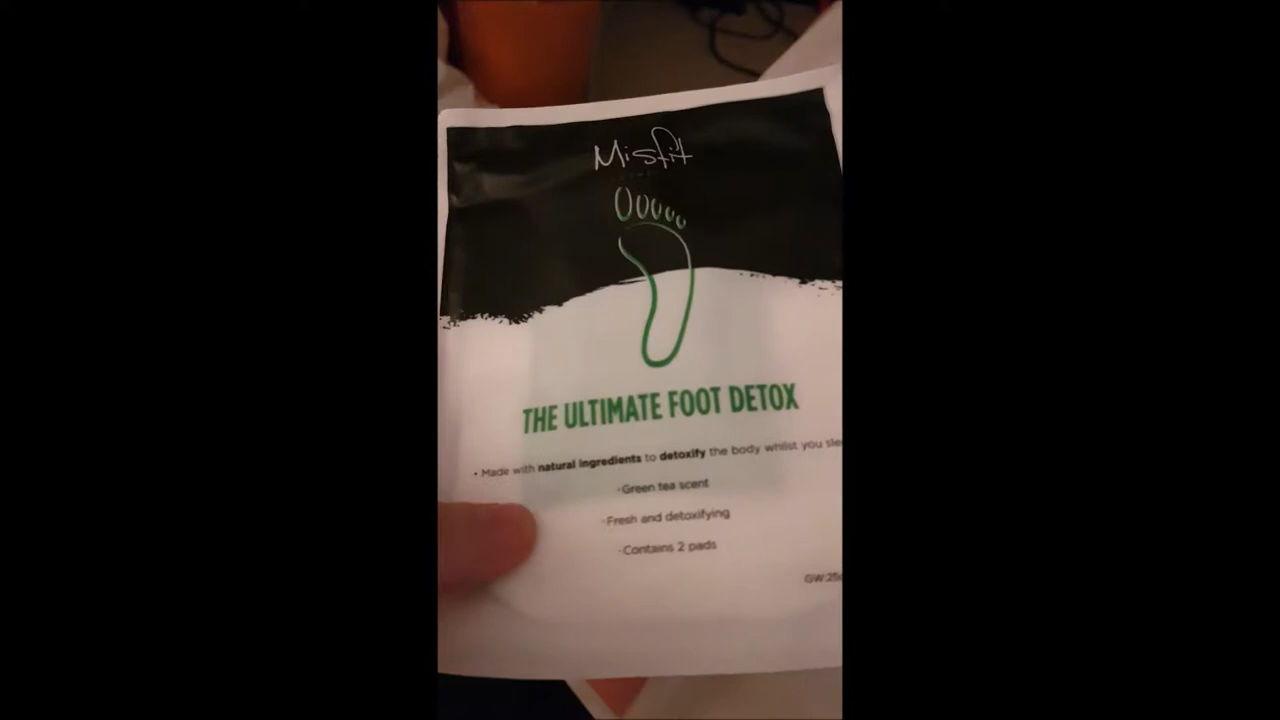 Misfit
THE ULTIMATE FOOT DETOX
• Made with natural ingredients to detoxify the body whilst you
·Green tea scent
·Fresh and detoxifying
·Contains 2 pads